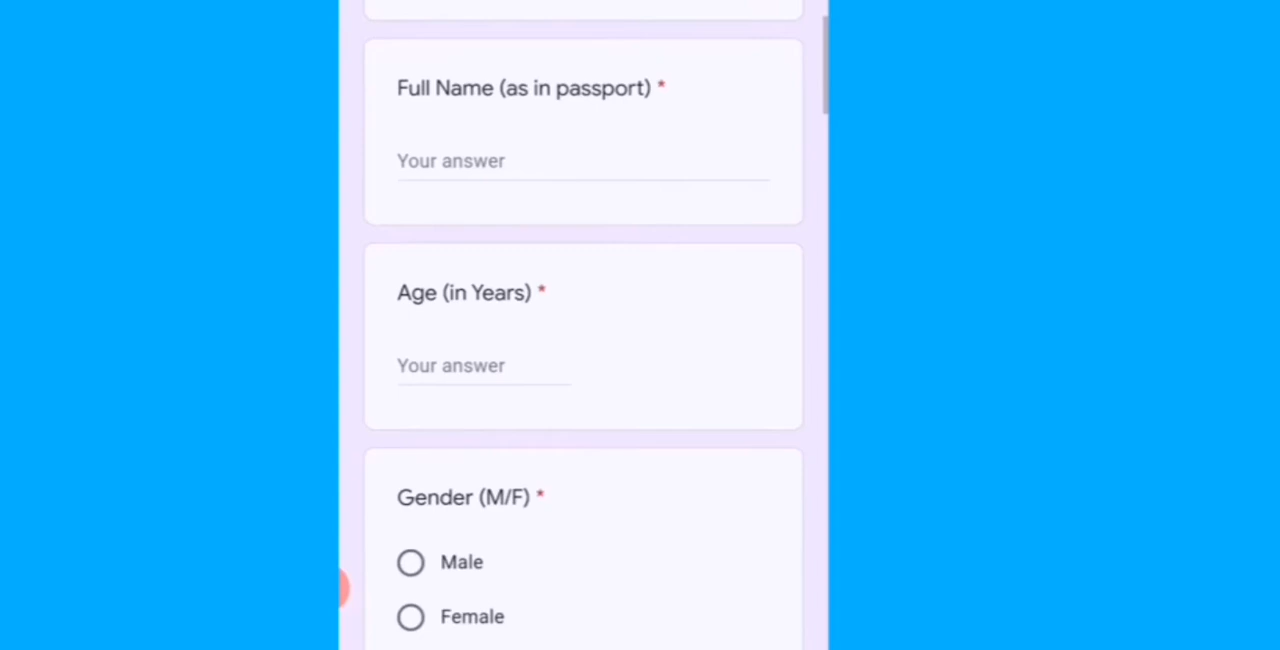 Full Name (as in passport) *
Your answer
Age (in Years) *
Your answer
Gender (M/F) *
Male
Female